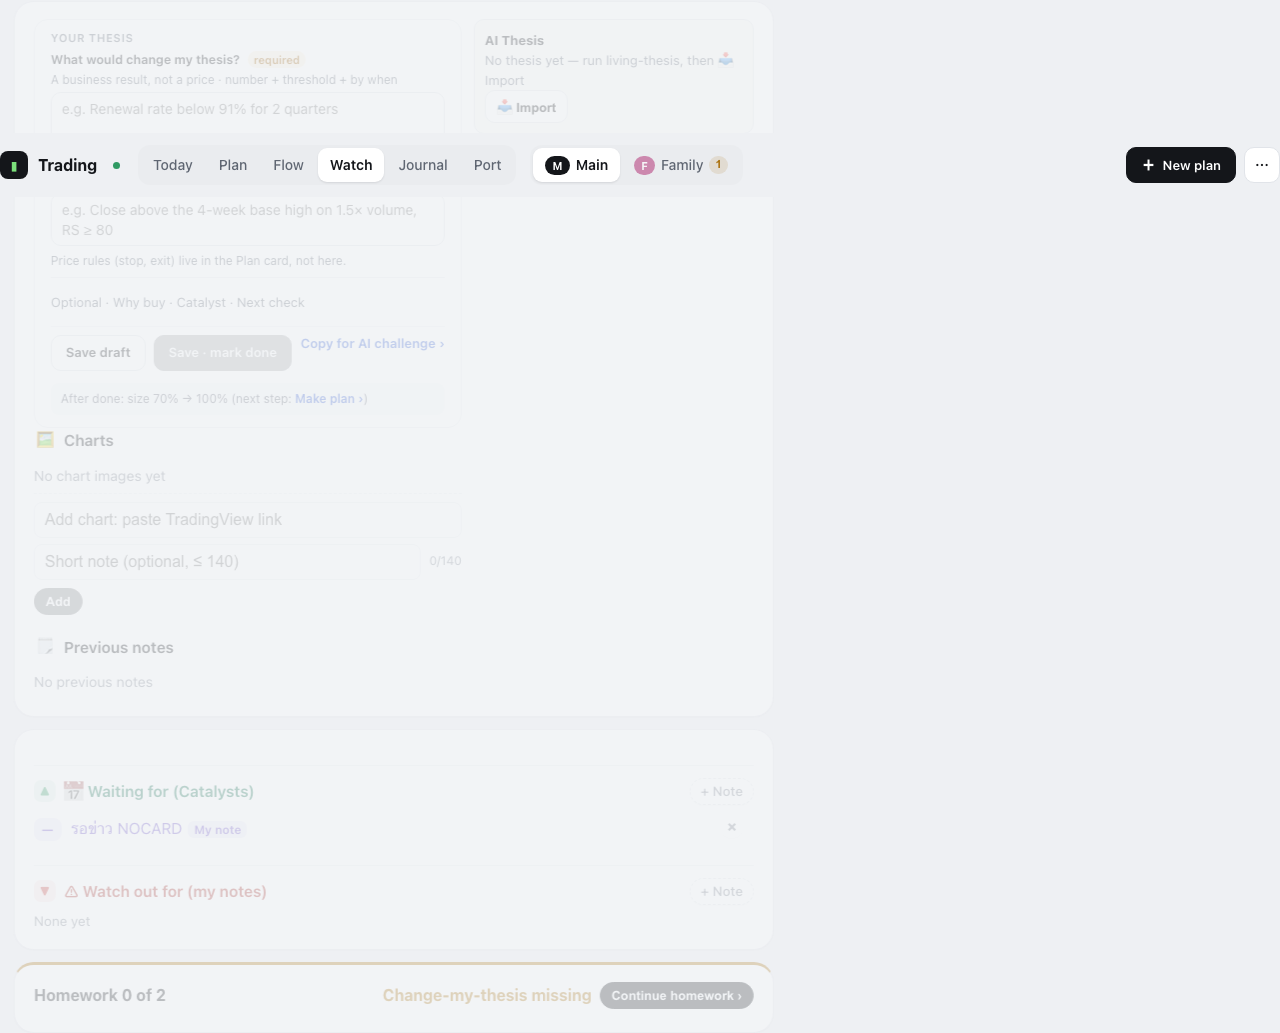 YOUR THESIS
What would change my thesis? required
A business result, not a price · number + threshold + by when
e.g. Renewal rate below 91% for 2 quarters
AI Thesis
No thesis yet — run living-thesis, then 📥
Import
📥 Import
Trading
Today Plan Flow Watch Journal Port
M Main F Family 1
+ New plan ···
e.g. Close above the 4-week base high on 1.5× volume,
RS ≥ 80
Price rules (stop, exit) live in the Plan card, not here.
Optional · Why buy · Catalyst · Next check
Save draft Save · mark done Copy for AI challenge ›
After done: size 70% → 100% (next step: Make plan ›)
🖼️ Charts
No chart images yet
Add chart: paste TradingView link
Short note (optional, ≤ 140) 0/140
Add
Previous notes
No previous notes
▲ 📅 Waiting for (Catalysts) + Note
— รอข่าว NOCARD My note ×
▼ ⚠ Watch out for (my notes) + Note
None yet
Homework 0 of 2 Change-my-thesis missing Continue homework ›